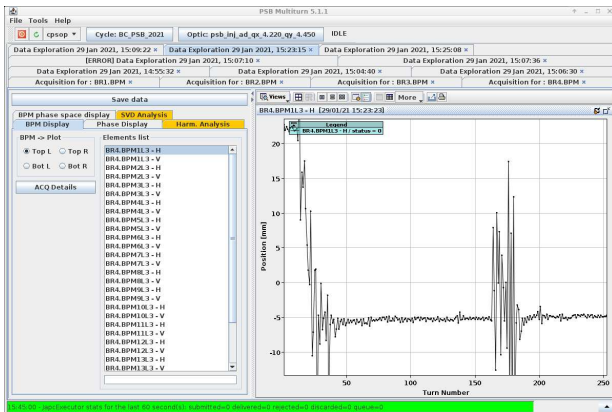 PSB Multiturn 5.1.1
File Tools Help
cpsop Cycle: BC_PSB_2021 Optic: psb_inj_ad_qx_4.220_qy_4.450 IDLE
Data Exploration 29 Jan 2021, 15:09:22 × Data Exploration 29 Jan 2021, 15:23:15 × Data Exploration 29 Jan 2021, 15:25:08 ×
[ERROR] Data Exploration 29 Jan 2021, 15:07:10 × Data Exploration 29 Jan 2021, 15:07:36 ×
Data Exploration 29 Jan 2021, 14:55:32 × Data Exploration 29 Jan 2021, 15:04:40 × Data Exploration 29 Jan 2021, 15:06:30 ×
Acquisition for : BR1.BPM × Acquisition for : BR2.BPM × Acquisition for : BR3.BPM × Acquisition for : BR4.BPM ×
Save data
BPM phase space display SVD Analysis
BPM Display Phase Display Harm. Analysis
BPM -> Plot
Top L Top R
Bot L Bot R
ACQ Details
Elements list
BR4.BPM1L3 - H
BR4.BPM1L3 - V
BR4.BPM2L3 - H
BR4.BPM2L3 - V
BR4.BPM3L3 - H
BR4.BPM3L3 - V
BR4.BPM4L3 - H
BR4.BPM4L3 - V
BR4.BPM5L3 - H
BR4.BPM5L3 - V
BR4.BPM6L3 - H
BR4.BPM6L3 - V
BR4.BPM7L3 - H
BR4.BPM7L3 - V
BR4.BPM8L3 - H
BR4.BPM8L3 - V
BR4.BPM9L3 - H
BR4.BPM9L3 - V
BR4.BPM10L3 - H
BR4.BPM10L3 - V
BR4.BPM11L3 - H
BR4.BPM11L3 - V
BR4.BPM12L3 - H
BR4.BPM12L3 - V
BR4.BPM13L3 - H
BR4.BPM13L3 - V
Views More
BR4.BPM1L3 - H [29/01/21 15:23:23]
Legend
BR4.BPM1L3 - H / status = 0
Position [mm]
20
15
10
5
0
-5
-10
50 100 150 200 250
Turn Number
15:45:00 - JapcExecutor stats for the last 60 second(s): submitted=0 delivered=0 rejected=0 discarded=0 queue=0